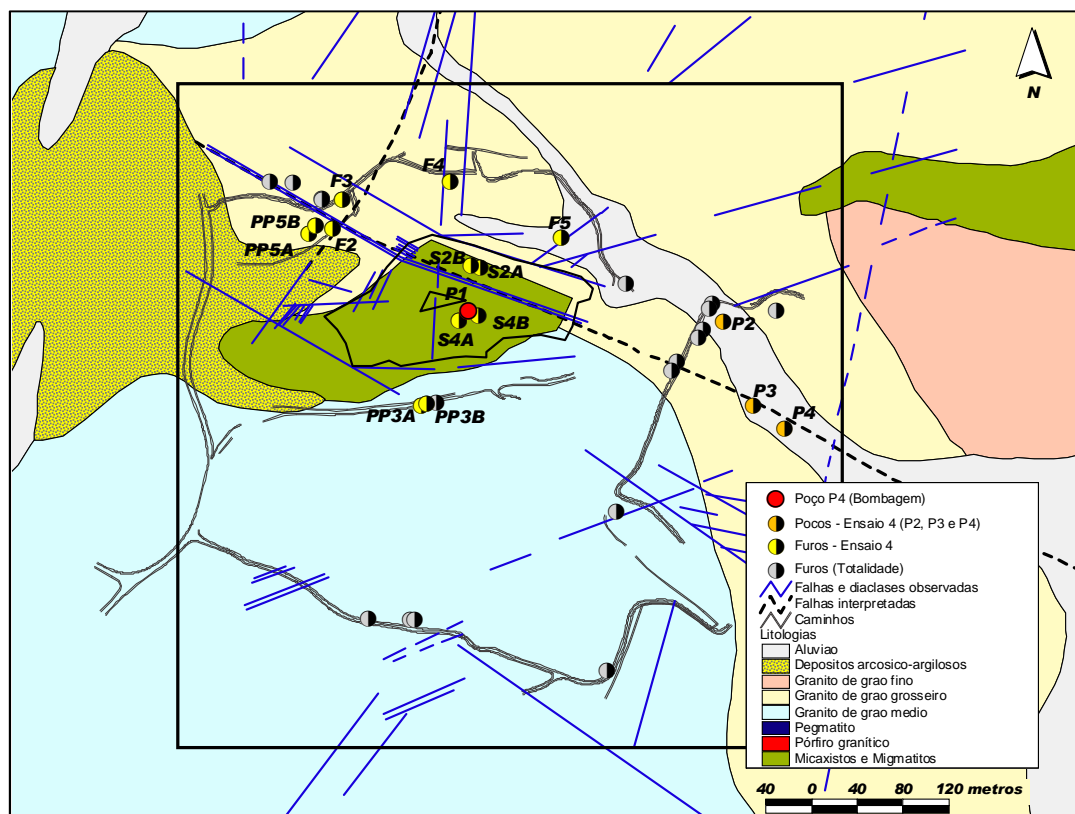 N
F4
F3
PP5B
F5
F2
PP5A
S2B
S2A
P1
S4B
P2
S4A
P3
PP3A
PP3B
P4
Poço P4 (Bombagem)
Pocos - Ensaio 4 (P2, P3 e P4)
Furos - Ensaio 4
Furos (Totalidade)
Falhas e diaclases observadas
Falhas interpretadas
Caminhos
Litologias
Aluviao
Depositos arcosico-argilosos
Granito de grao fino
Granito de grao grosseiro
Granito de grao medio
Pegmatito
Pórfiro granítico
Micaxistos e Migmatitos
40 0 40 80 120 metros